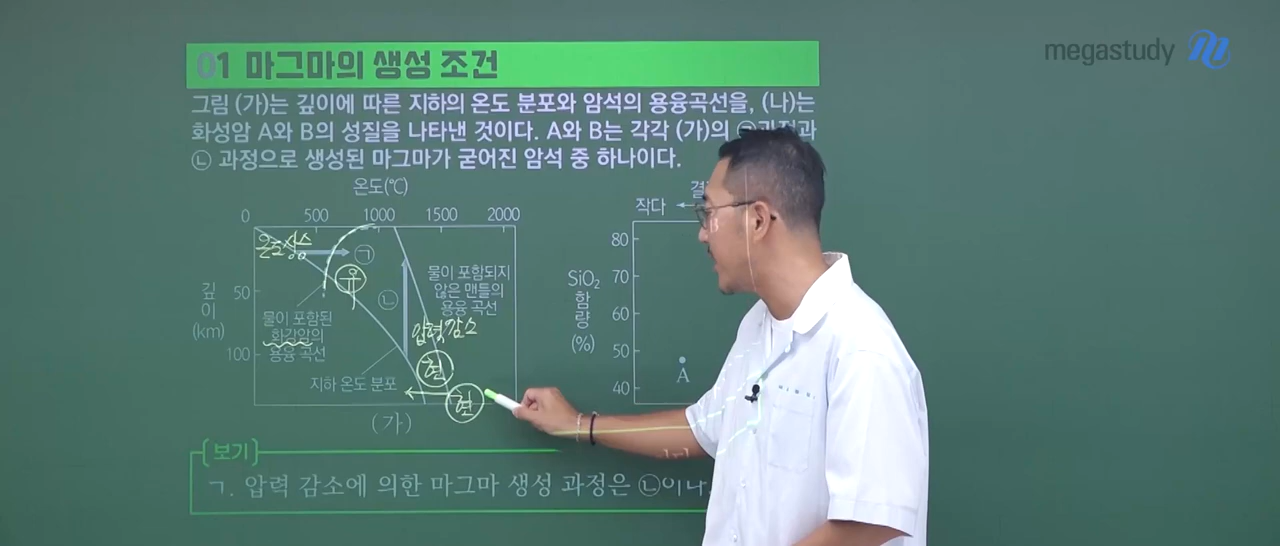 megastudy
01 마그마의 생성 조건
그림 (가)는 깊이에 따른 지하의 온도 분포와 암석의 용융곡선을, (나)는
화성암 A와 B의 성질을 나타낸 것이다. A와 B는 각각 (가)의 ㉠과정과
㉡ 과정으로 생성된 마그마가 굳어진 암석 중 하나이다.
온도(℃)
0 500 1000 1500 2000
온도상승
㉠
유
물이 포함되지
않은 맨틀의
용융 곡선
㉡
깊이
(km)
50
100
물이 포함된
화강암의
용융 곡선
압력감소
현
지하 온도 분포
현
(가)
작다
80
70
60
50
40
SiO2
함량
(%)
A
보기
ㄱ. 압력 감소에 의한 마그마 생성 과정은 ㉡이다.